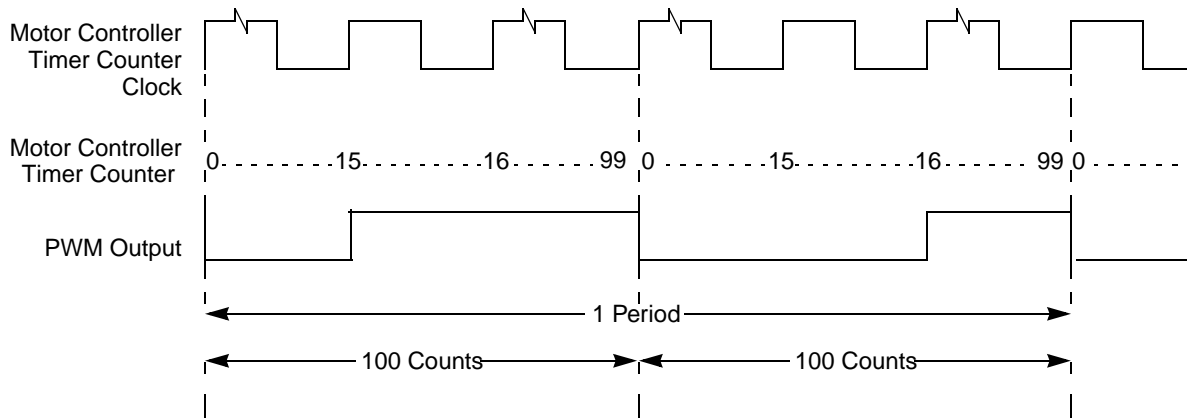 Motor Controller
Timer Counter
Clock
Motor Controller
Timer Counter
0 15 16 99 0 15 16 99 0
PWM Output
1 Period
100 Counts 100 Counts